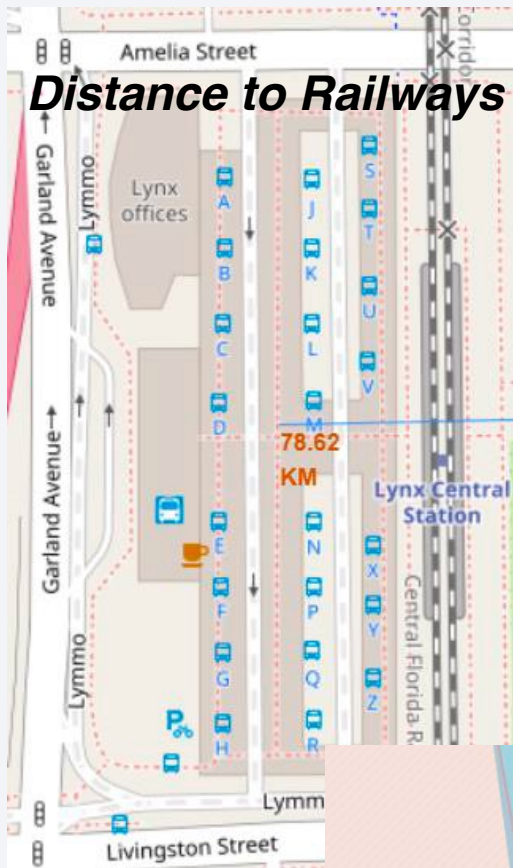 Amelia Street
Distance to Railways
Corridor
Garland Avenue
Lymmo
Lynx
offices
A
B
C
D
E
F
G
H
J
K
L
M
N
P
Q
R
S
T
U
V
X
Y
Z
78.62
KM
Lynx Central
Station
Garland Avenue
Central Florida R
Lymmo
P
Lymm
Livingston Street